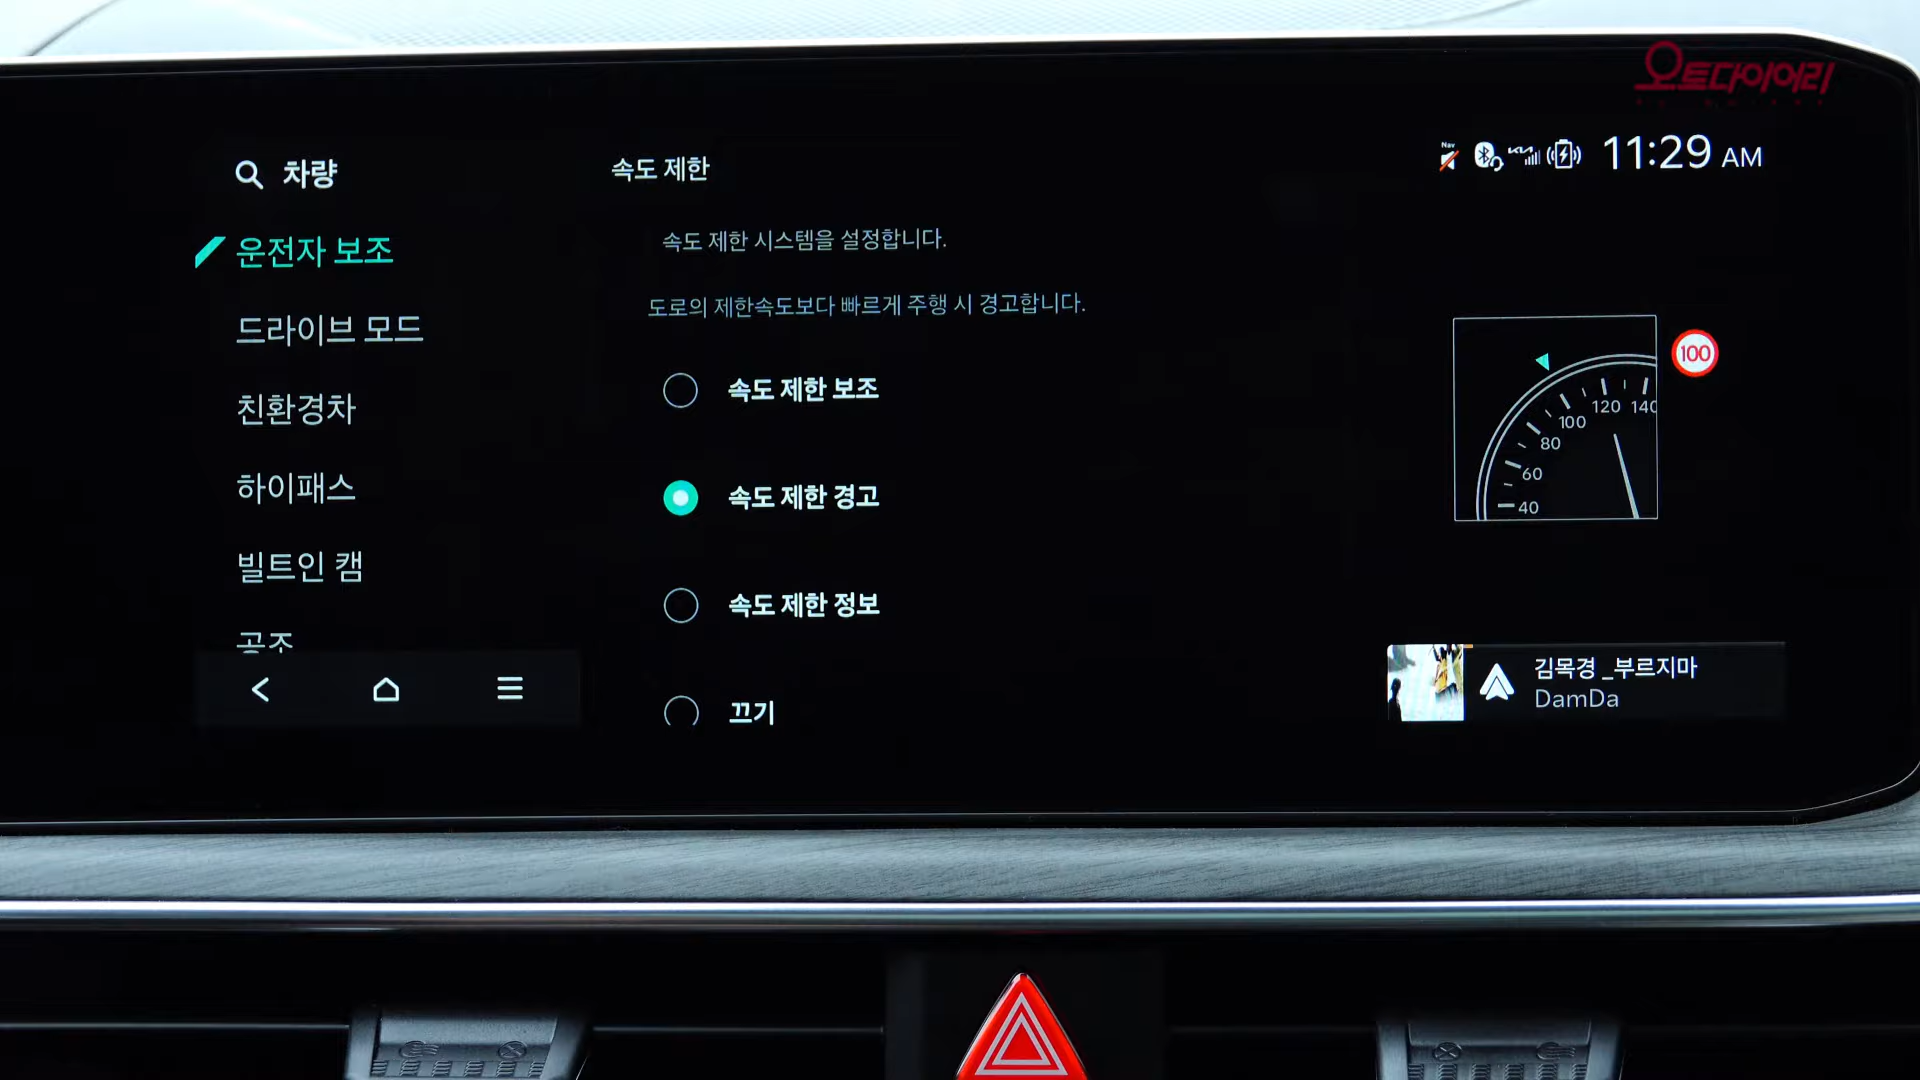 오토다이어리
차량
속도 제한
Nav
11:29 AM
운전자 보조
속도 제한 시스템을 설정합니다.
드라이브 모드
도로의 제한속도보다 빠르게 주행 시 경고합니다.
친환경차
속도 제한 보조
100
120 140
100
80
60
40
하이패스
속도 제한 경고
빌트인 캠
속도 제한 정보
공조
끄기
김목경 _부르지마
DamDa